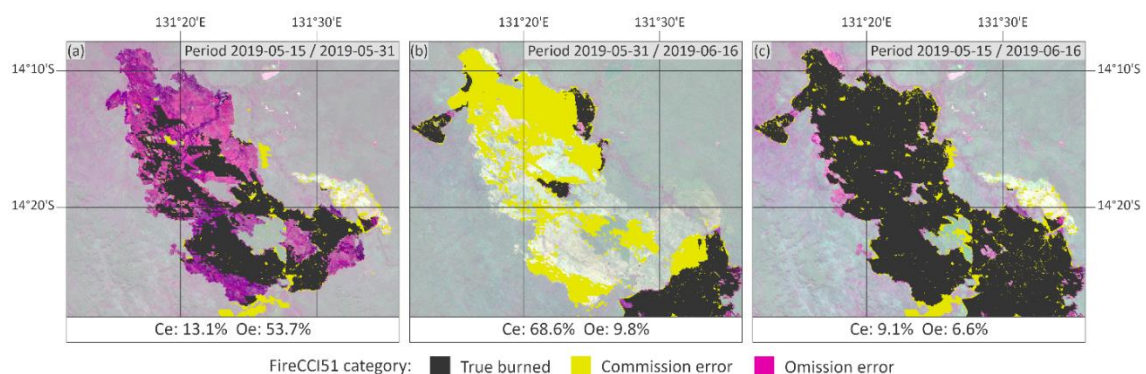 131°20'E 131°30'E 131°20'E 131°30'E 131°20'E 131°30'E
(a) Period 2019-05-15 / 2019-05-31 (b) Period 2019-05-31 / 2019-06-16 (c) Period 2019-05-15 / 2019-06-16
14°10'S 14°10'S
14°20'S 14°20'S
Ce: 13.1% Oe: 53.7% Ce: 68.6% Oe: 9.8% Ce: 9.1% Oe: 6.6%
FireCCI51 category: True burned Commission error Omission error